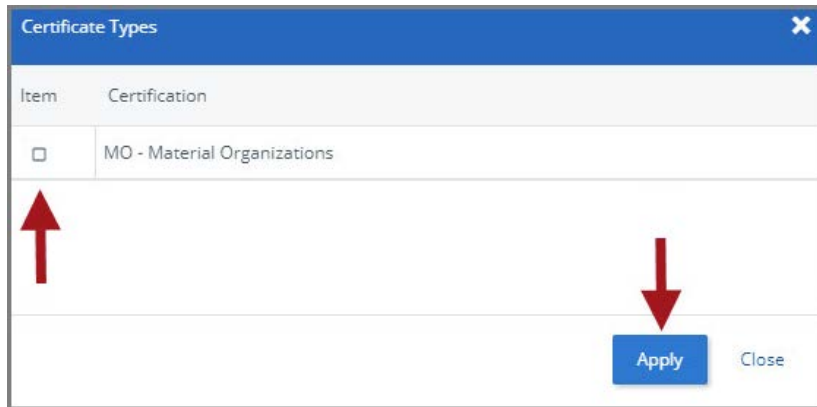 Certificate Types
Item Certification
MO - Material Organizations
Apply Close